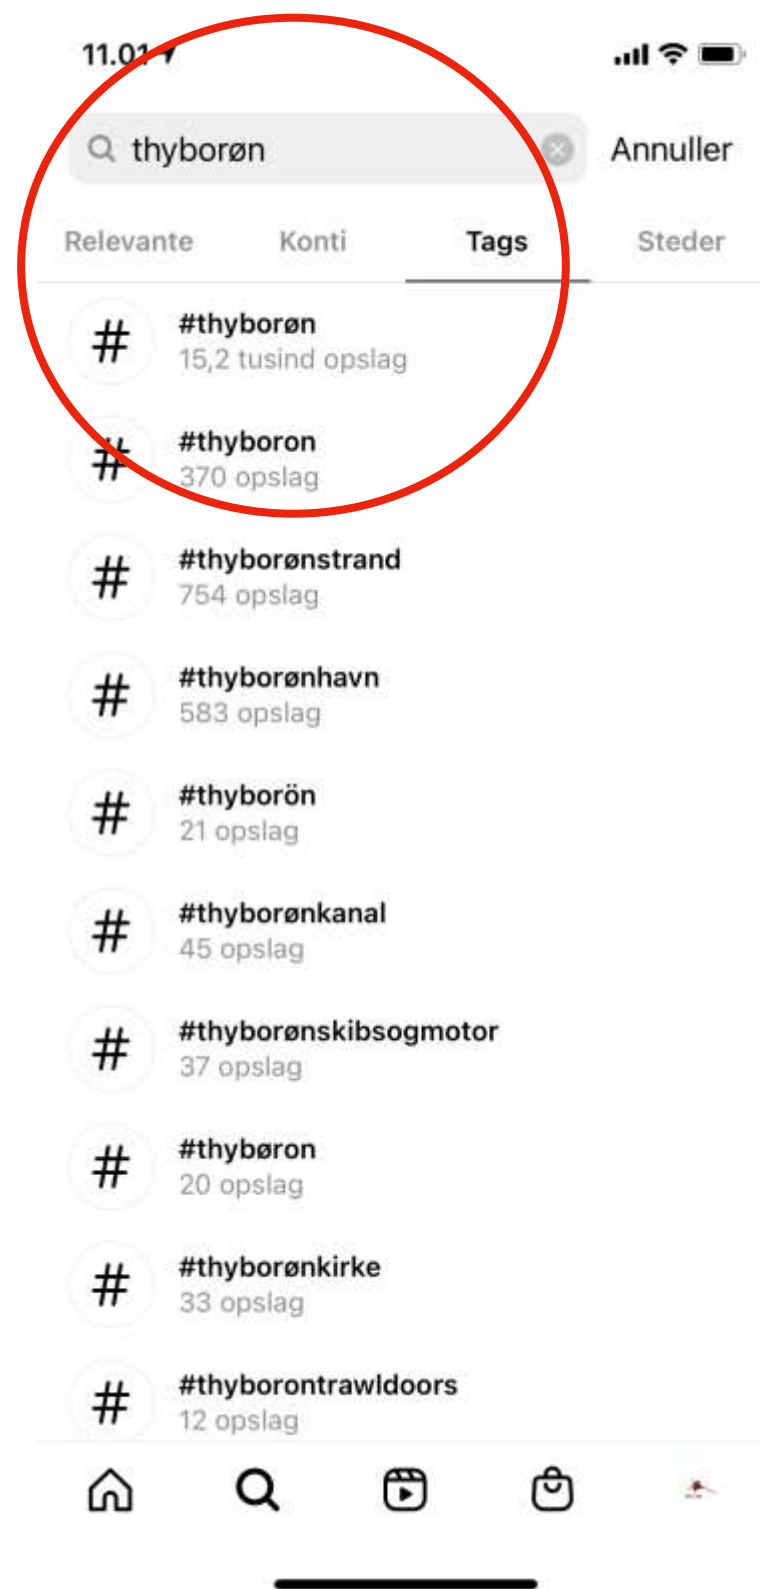 11.01
thyborøn
Annuller
Relevante Konti Tags Steder
#thyborøn
15,2 tusind opslag
#thyboron
370 opslag
#thyborønstrand
754 opslag
#thyborønhavn
583 opslag
#thyborön
21 opslag
#thyborønkanal
45 opslag
#thyborønskibsogmotor
37 opslag
#thybøron
20 opslag
#thyborønkirke
33 opslag
#thyborontrawldoors
12 opslag